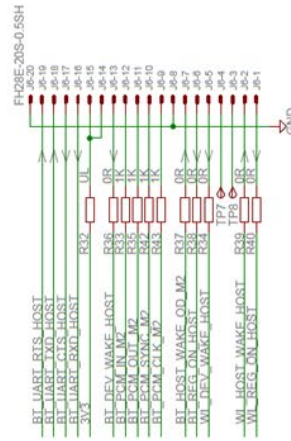 FH28E-20S-0.5SH
J6-20
J6-19
J6-18
J6-17
J6-16
J6-15
J6-14
J6-13
J6-12
J6-11
J6-10
J6-9
J6-8
J6-7
J6-6
J6-5
J6-4
J6-3
J6-2
J6-1
GND
UL
0R
1K
1K
1K
1K
0R
0R
0R
TP7
TP8
0R
0R
R32
R36
R33
R35
R42
R43
R37
R38
R34
R39
R40
BT_UART_RTS_HOST
BT_UART_TXD_HOST
BT_UART_CTS_HOST
BT_UART_RXD_HOST
3V3
BT_DEV_WAKE_HOST
BT_PCM_IN_M2
BT_PCM_OUT_M2
BT_PCM_SYNC_M2
BT_PCM_CLK_M2
BT_HOST_WAKE_OD_M2
BT_REG_ON_HOST
WL_DEV_WAKE_HOST
WL_HOST_WAKE_HOST
WL_REG_ON_HOST